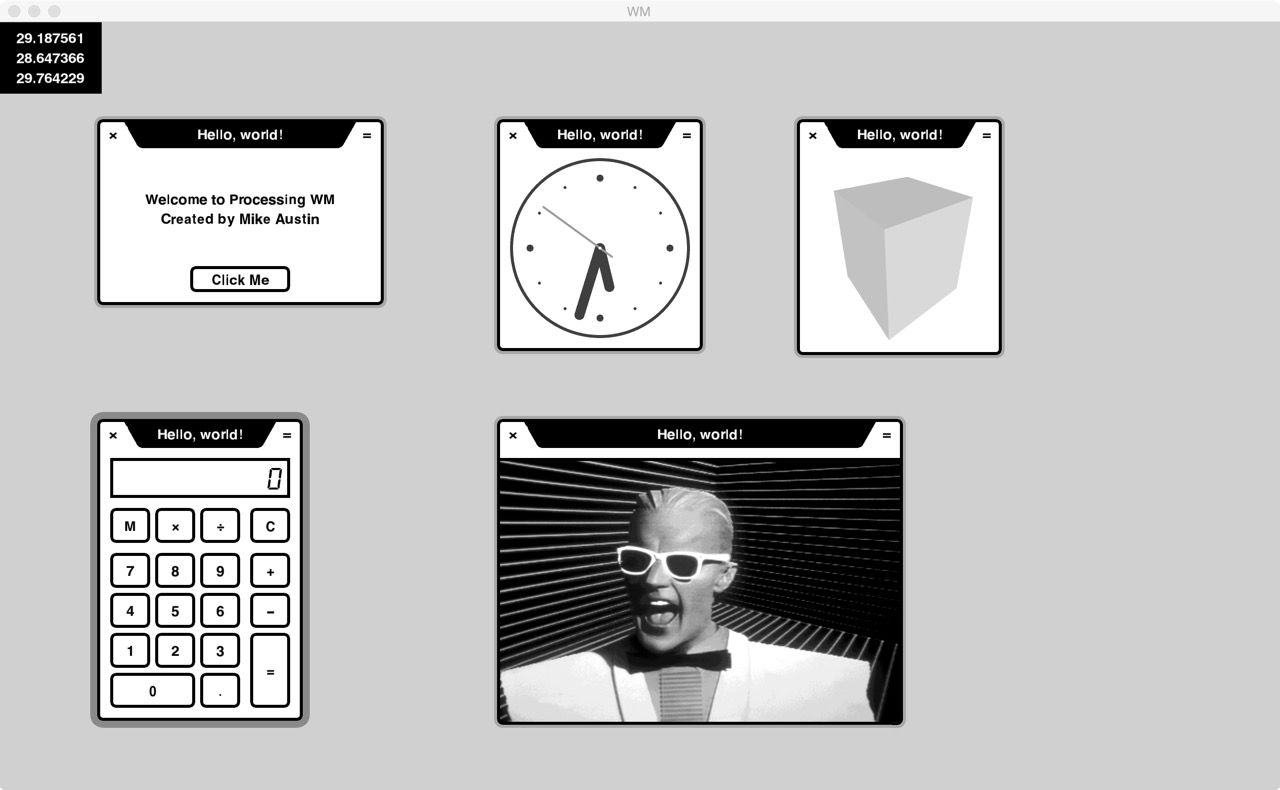 WM
29.187561
28.647366
29.764229
× Hello, world! =
Welcome to Processing WM
Created by Mike Austin
Click Me
× Hello, world! =
× Hello, world! =
× Hello, world! =
0
M × ÷ C
7 8 9 +
4 5 6 −
1 2 3
=
0 .
× Hello, world! =